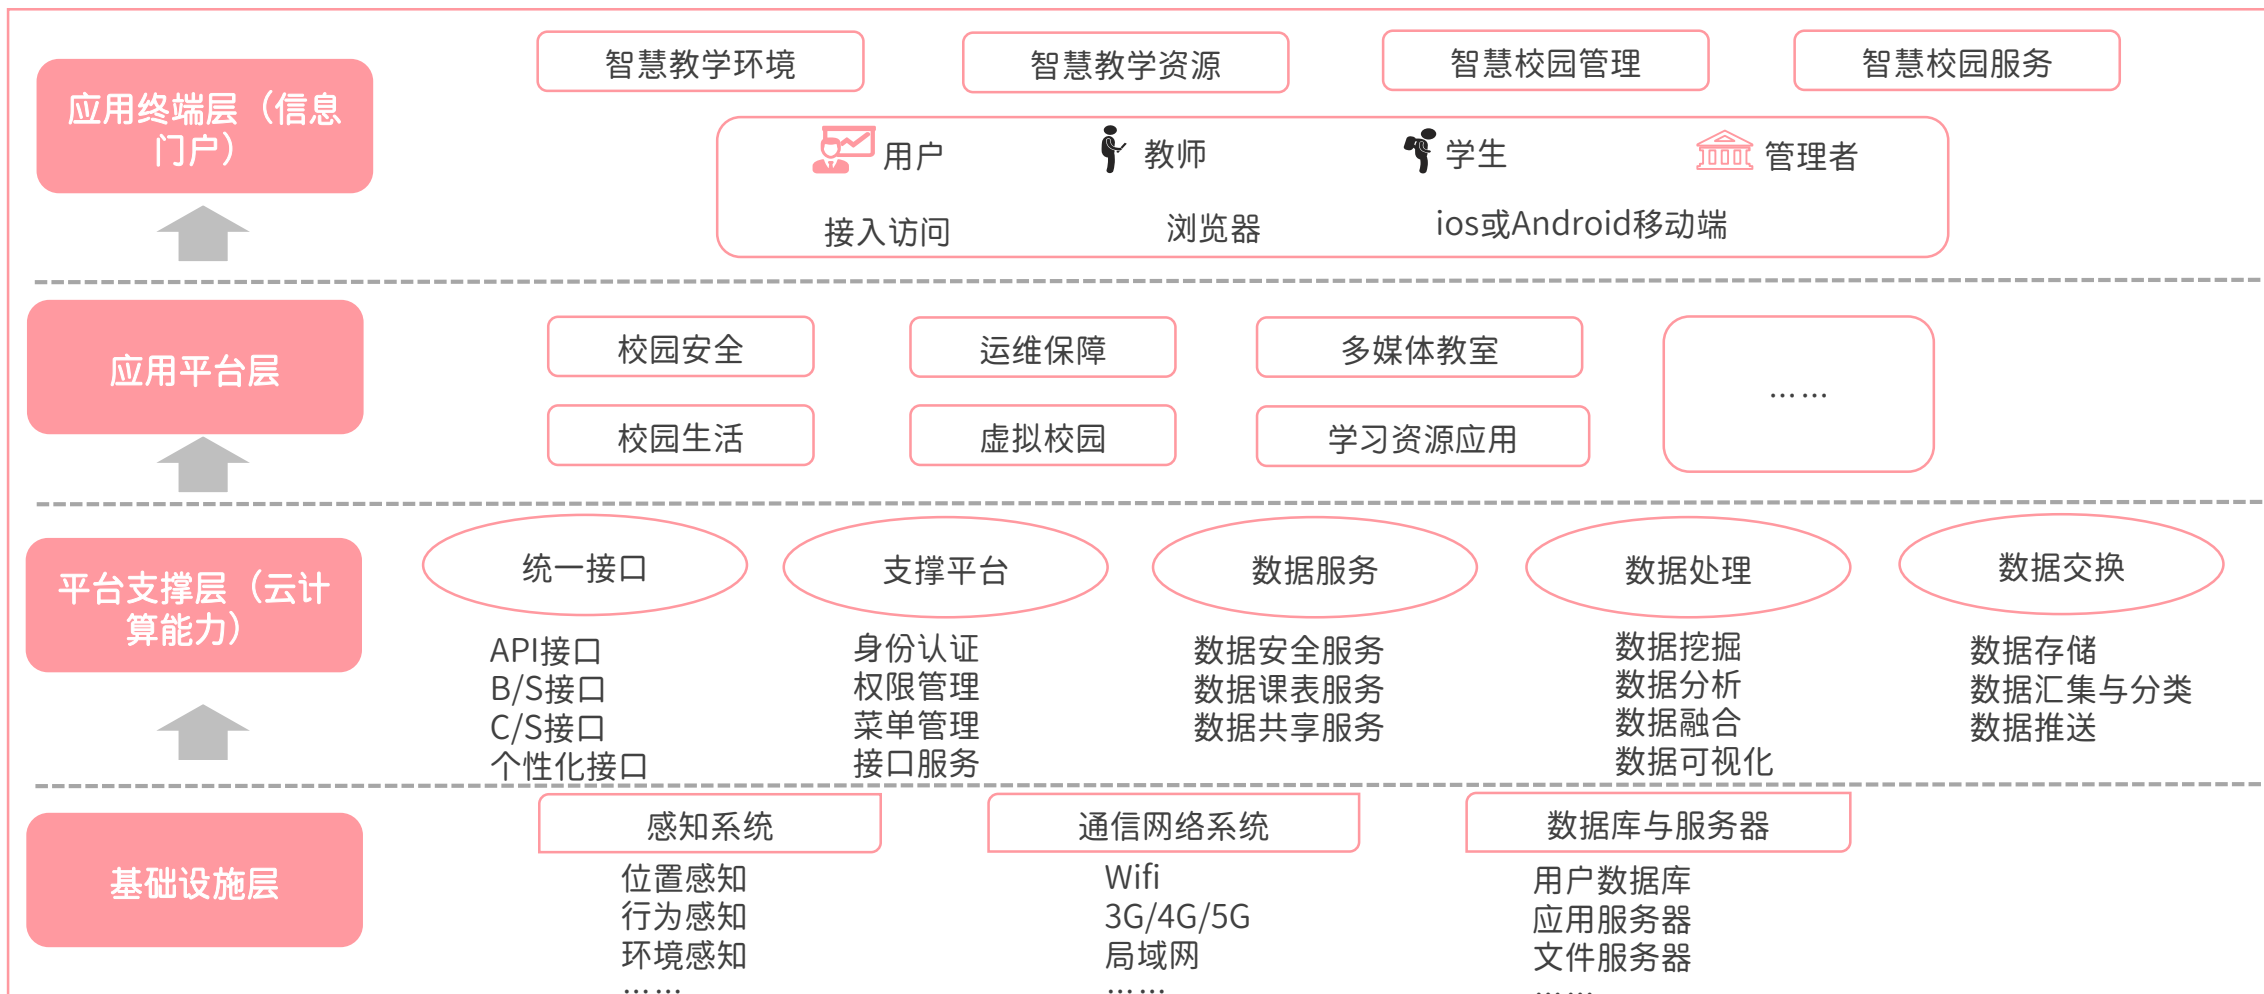 智慧教学环境
智慧教学资源
智慧校园管理
智慧校园服务
应用终端层（信息
门户）
用户
教师
学生
管理者
接入访问
浏览器
ios或Android移动端
应用平台层
校园安全
运维保障
多媒体教室
……
校园生活
虚拟校园
学习资源应用
平台支撑层（云计
算能力）
统一接口
支撑平台
数据服务
数据处理
数据交换
API接口
B/S接口
C/S接口
个性化接口
身份认证
权限管理
菜单管理
接口服务
数据安全服务
数据课表服务
数据共享服务
数据挖掘
数据分析
数据融合
数据可视化
数据存储
数据汇集与分类
数据推送
基础设施层
感知系统
位置感知
行为感知
环境感知
……
通信网络系统
Wifi
3G/4G/5G
局域网
……
数据库与服务器
用户数据库
应用服务器
文件服务器
……